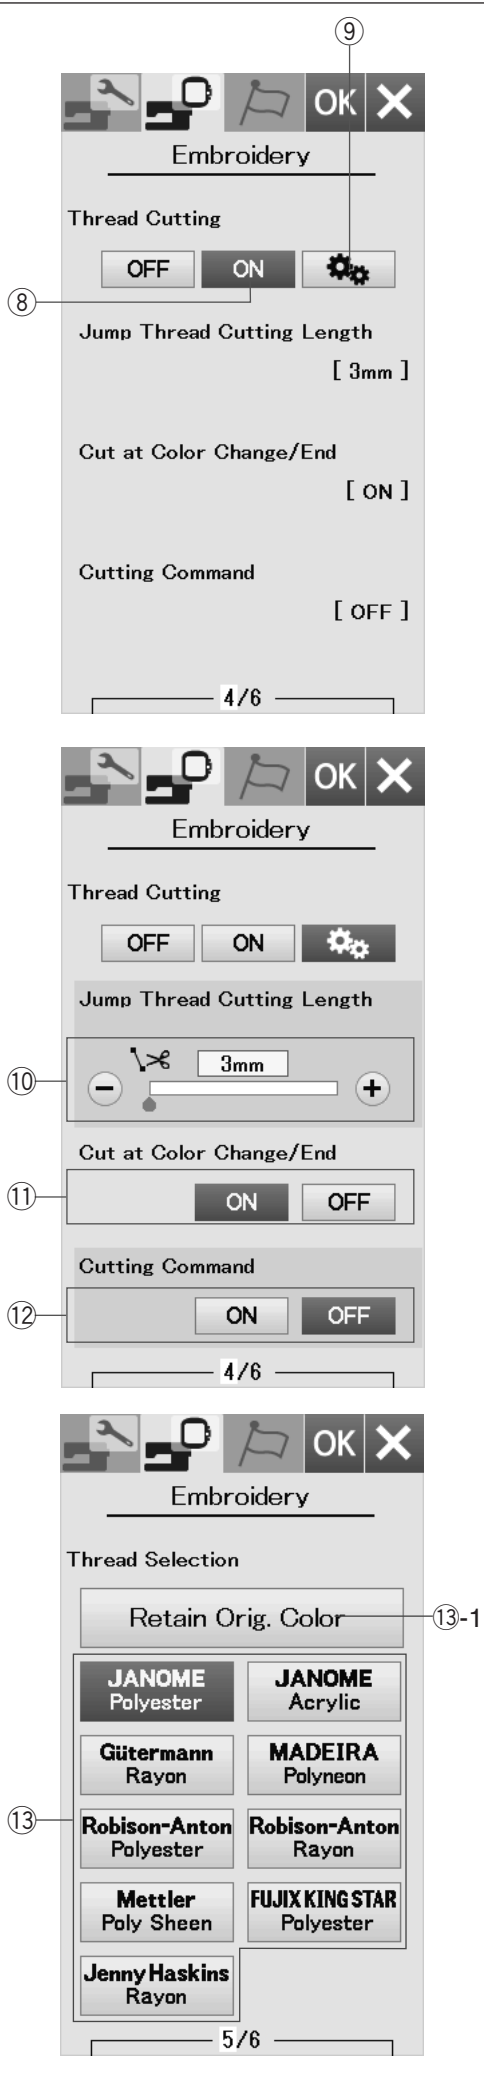 ⑨
OK X
Embroidery
Thread Cutting
OFF ON
⑧
Jump Thread Cutting Length
[ 3mm ]
Cut at Color Change/End
[ ON ]
Cutting Command
[ OFF ]
4/6
OK X
Embroidery
Thread Cutting
OFF ON
Jump Thread Cutting Length
⑩
3mm
− +
Cut at Color Change/End
⑪ ON OFF
Cutting Command
⑫ ON OFF
4/6
OK X
Embroidery
Thread Selection
Retain Orig. Color ⑬-1
JANOME JANOME
Polyester Acrylic
Gütermann MADEIRA
Rayon Polyneon
⑬ Robison-Anton Robison-Anton
Polyester Rayon
Mettler FUJIX KING STAR
Poly Sheen Polyester
Jenny Haskins
Rayon
5/6